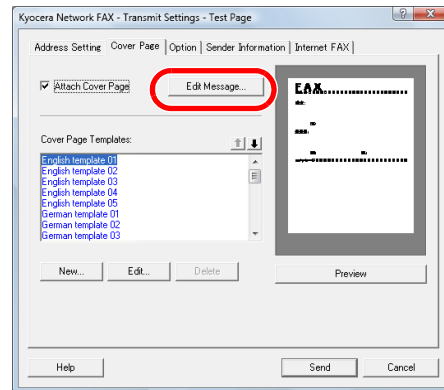 Kyocera Network FAX - Transmit Settings - Test Page
Address Setting Cover Page Option Sender Information Internet FAX
Attach Cover Page
Edit Message...
FAX
Cover Page Templates:
English template 01
English template 02
English template 03
English template 04
English template 05
German template 01
German template 02
German template 03
New... Edit... Delete
Preview
Help
Send Cancel